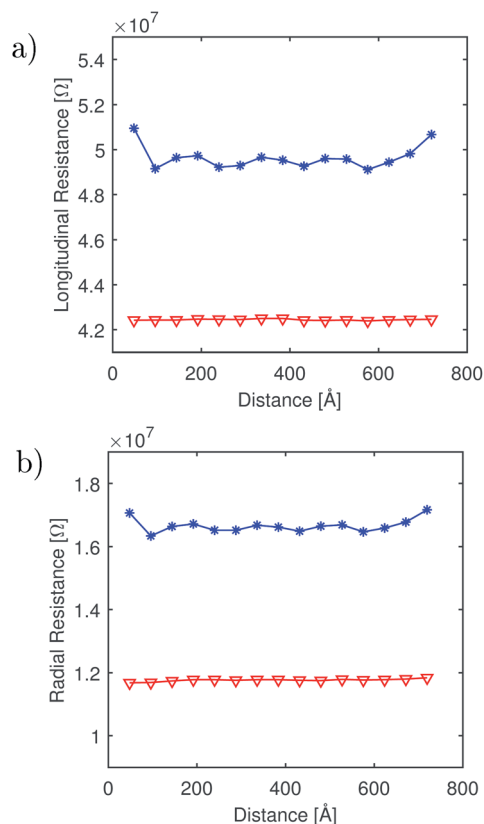 a)
×10⁷
5.4
5.2
5
4.8
4.6
4.4
4.2
Longitudinal Resistance [Ω]
0 200 400 600 800
Distance [Å]
b)
×10⁷
1.8
1.6
1.4
1.2
1
Radial Resistance [Ω]
0 200 400 600 800
Distance [Å]